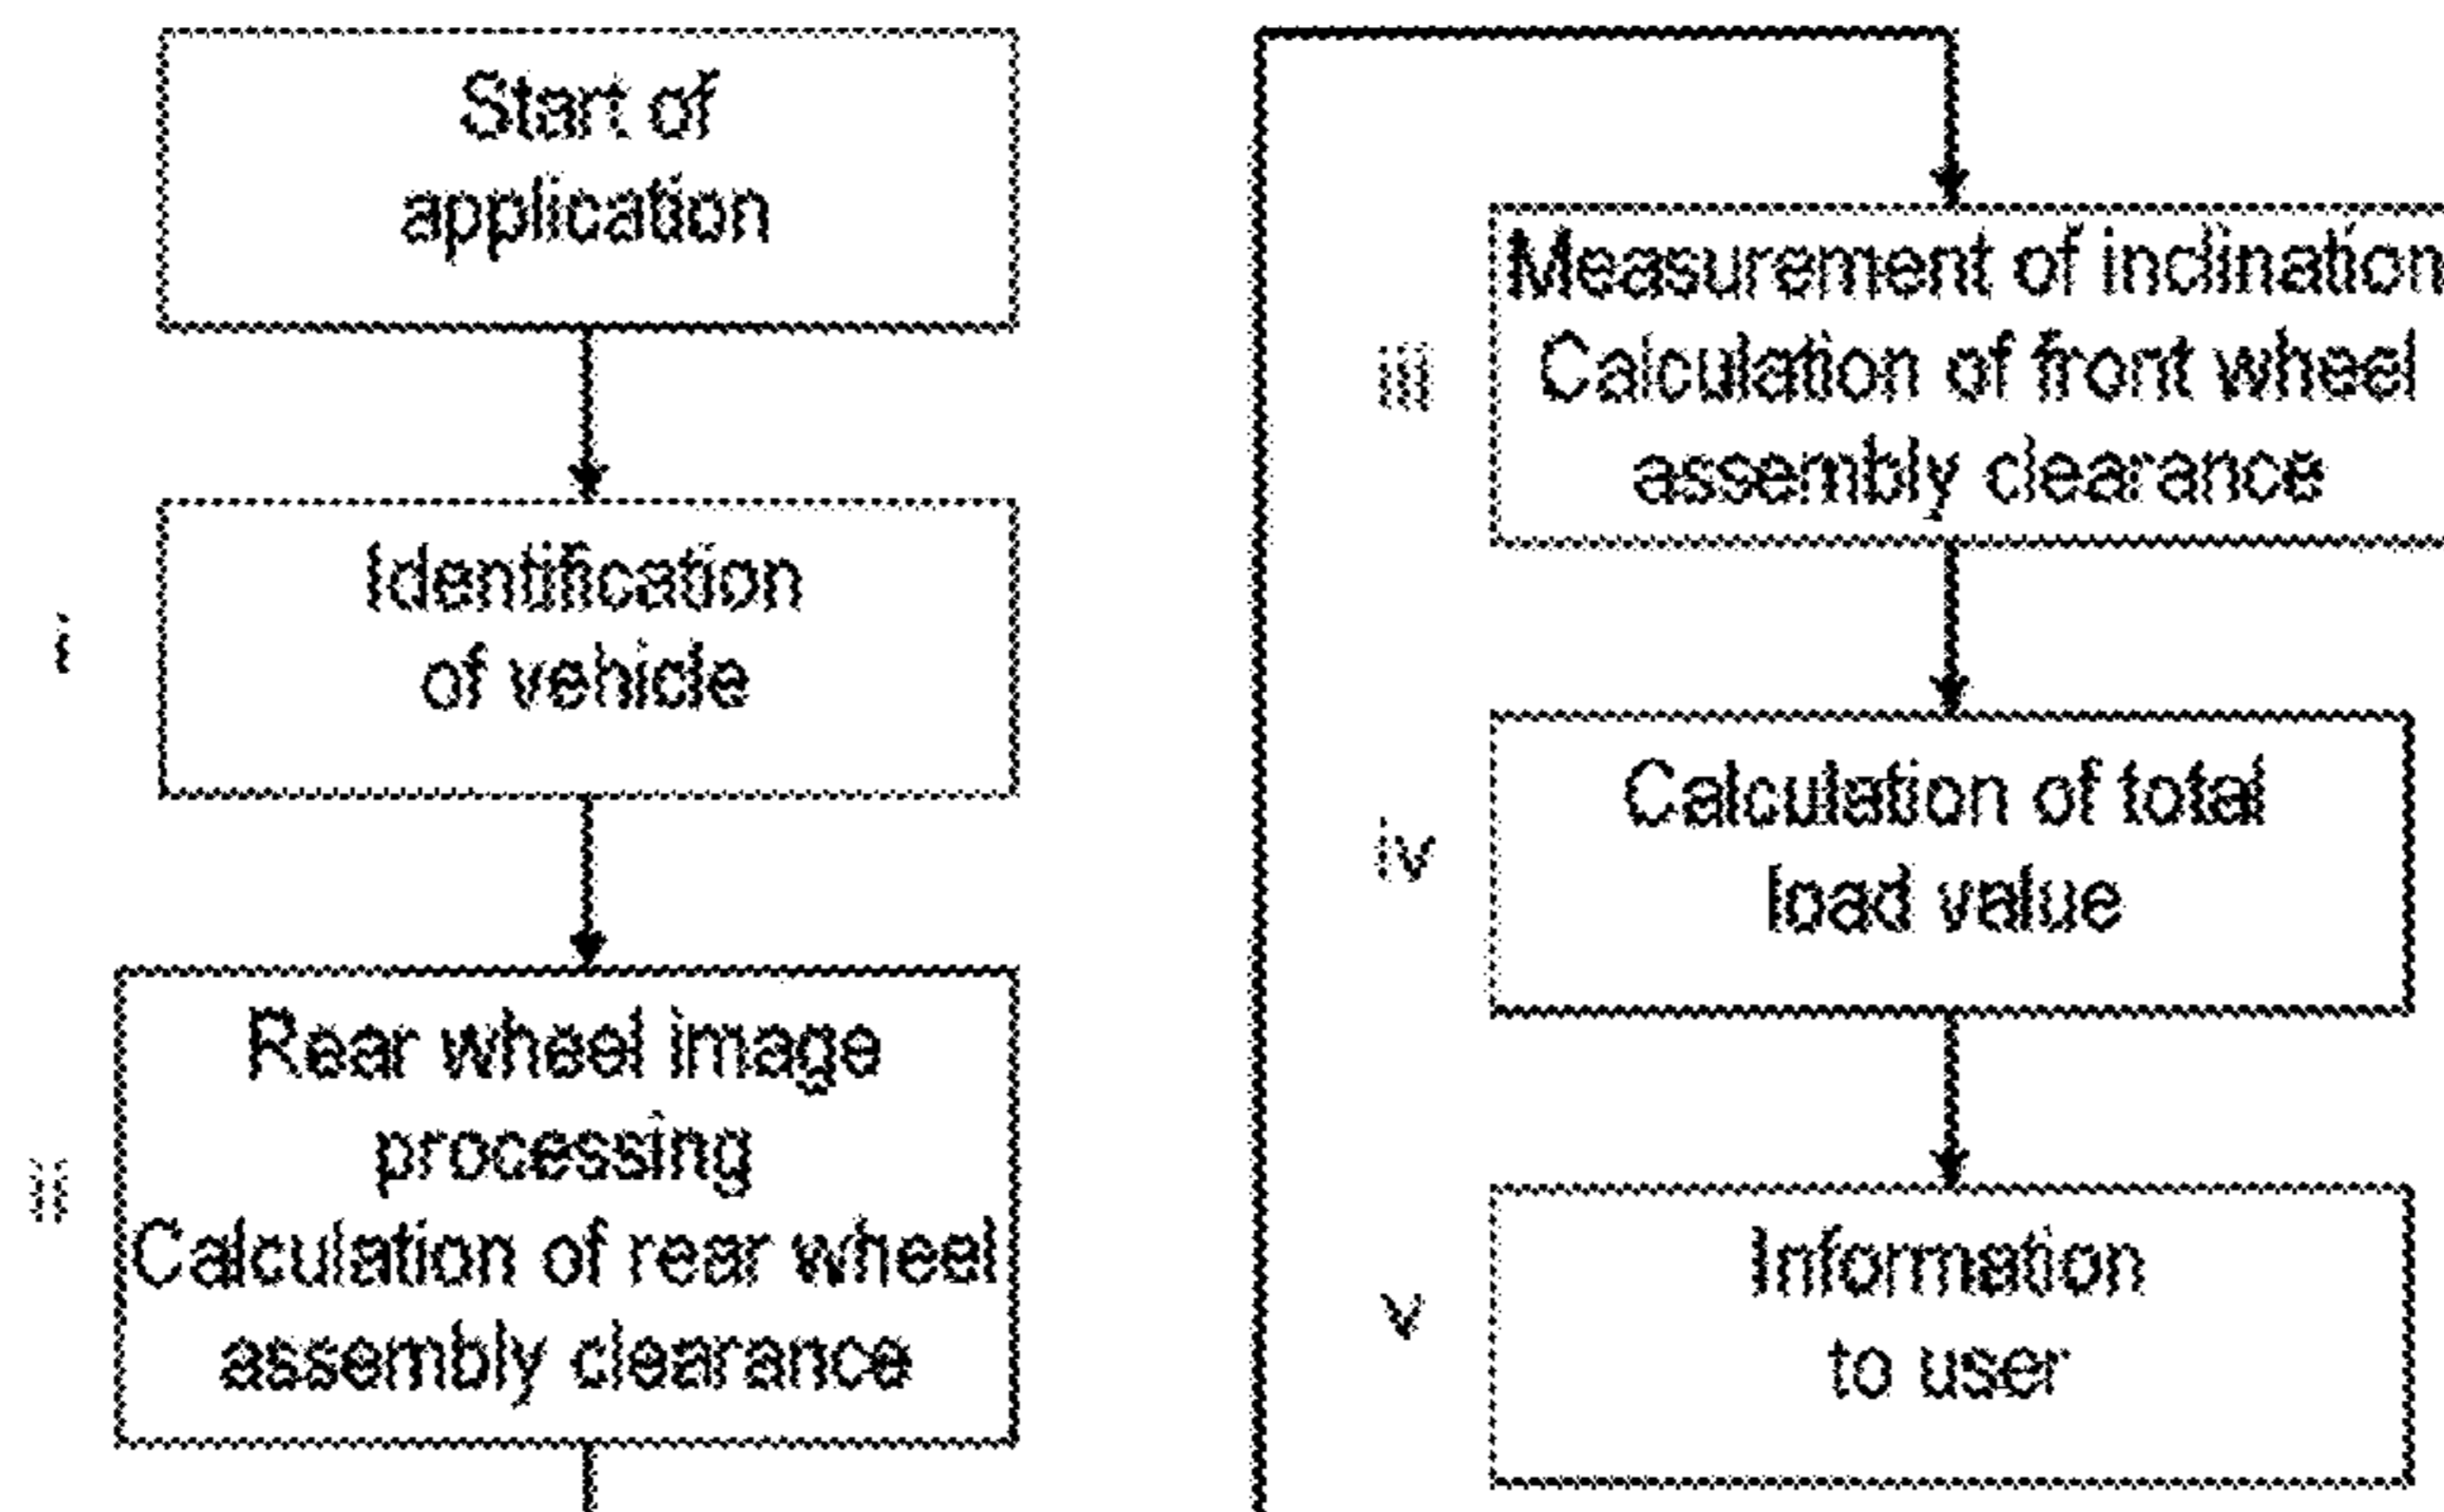 Start of
application
i
Identification
of vehicle
ii
Rear wheel image
processing
Calculation of rear wheel
assembly clearance
iii
Measurement of inclination
Calculation of front wheel
assembly clearance
iv
Calculation of total
load value
v
Information
to user